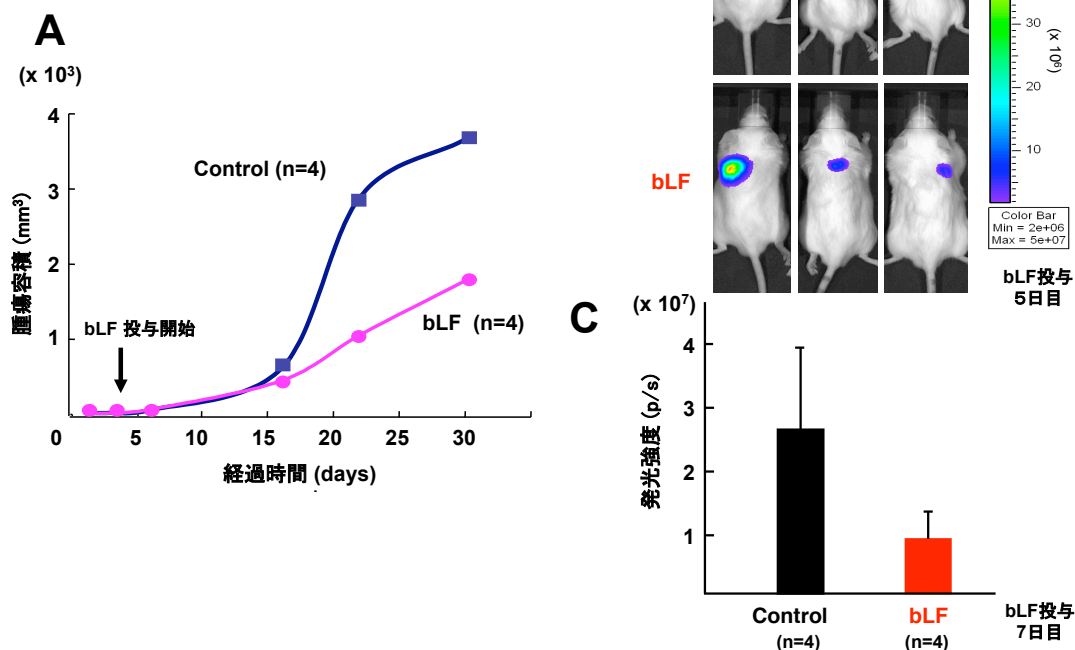 A
(x 10³)
4
3
2
1
腫瘍容積 (mm³)
Control (n=4)
bLF 投与開始
bLF (n=4)
0
5
10
15
20
25
30
経過時間 (days)
bLF
30
20
10
(x 10⁶)
Color Bar
Min = 2e+06
Max = 5e+07
bLF投与
5日目
C
(x 10⁷)
4
3
2
1
発光強度 (p/s)
Control
(n=4)
bLF
(n=4)
bLF投与
7日目